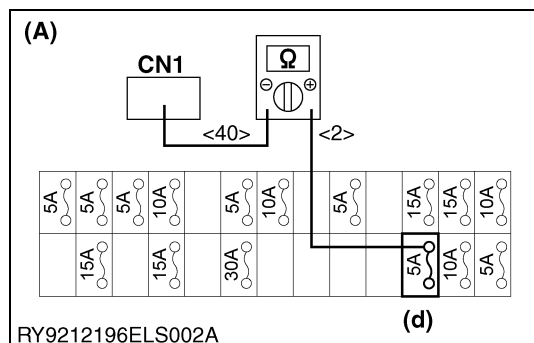 (A)
CN1
Ω
⊖ ⊕
<40> <2>
5A 5A 5A 10A 5A 10A 5A 15A 15A 10A
15A 15A 30A 5A 10A 5A
(d)
RY9212196ELS002A